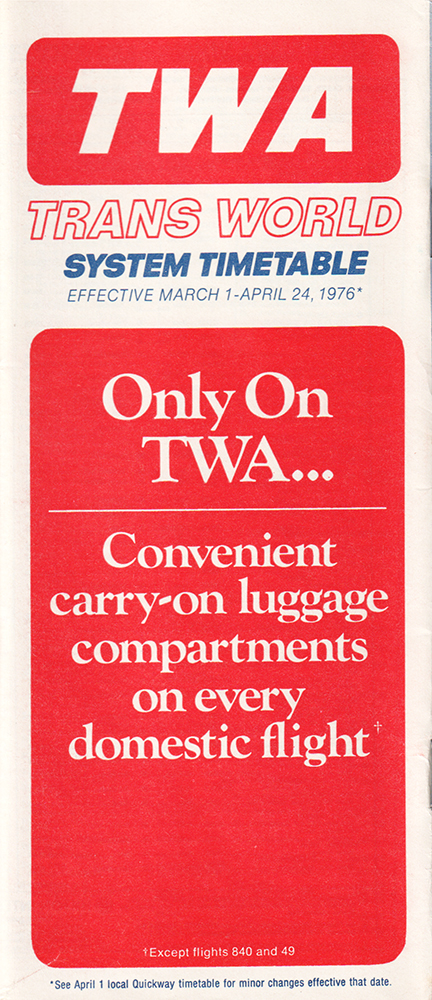 TWA
TRANS WORLD
SYSTEM TIMETABLE
EFFECTIVE MARCH 1-APRIL 24, 1976*
Only On
TWA...
Convenient
carry-on luggage
compartments
on every
domestic flight†
†Except flights 840 and 49
*See April 1 local Quickway timetable for minor changes effective that date.